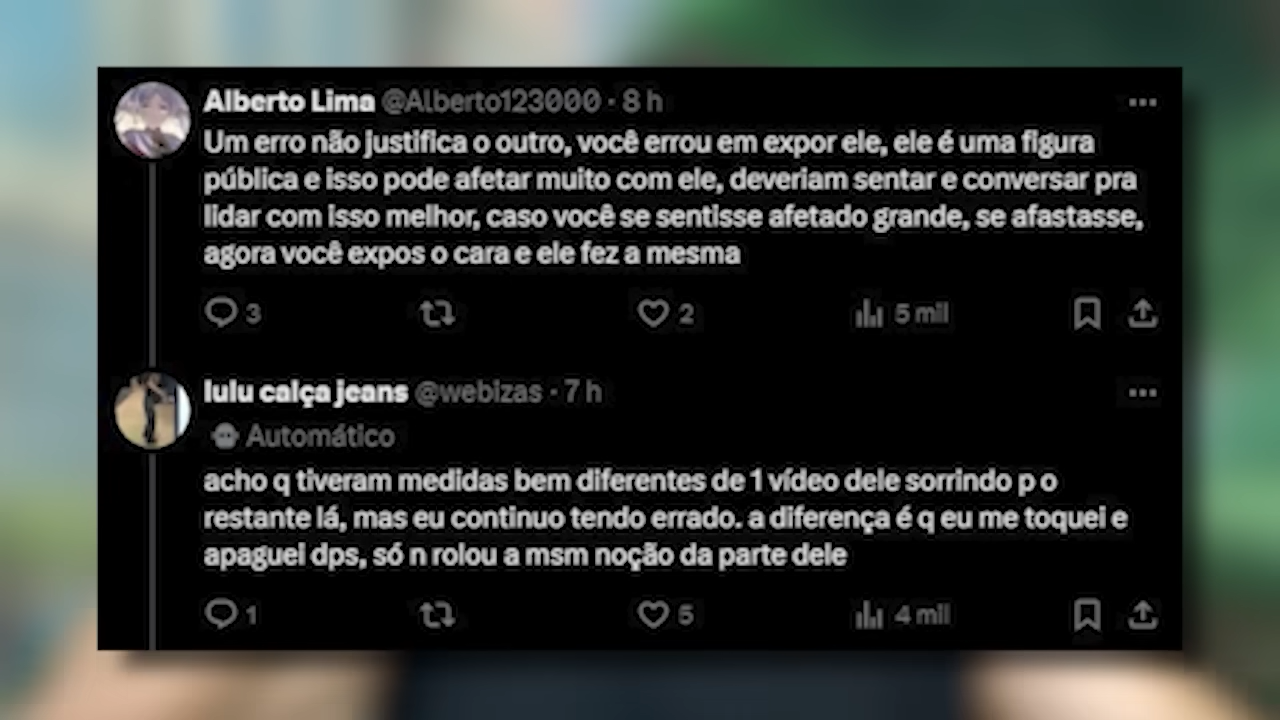 Alberto Lima @Alberto123000 · 8 h
Um erro não justifica o outro, você errou em expor ele, ele é uma figura
pública e isso pode afetar muito com ele, deveriam sentar e conversar pra
lidar com isso melhor, caso você se sentisse afetado grande, se afastasse,
agora você expos o cara e ele fez a mesma
3 2 5 mil
lulu calça jeans @webizas · 7 h
Automático
acho q tiveram medidas bem diferentes de 1 vídeo dele sorrindo p o
restante lá, mas eu continuo tendo errado. a diferença é q eu me toquei e
apaguei dps, só n rolou a msm noção da parte dele
1 5 4 mil